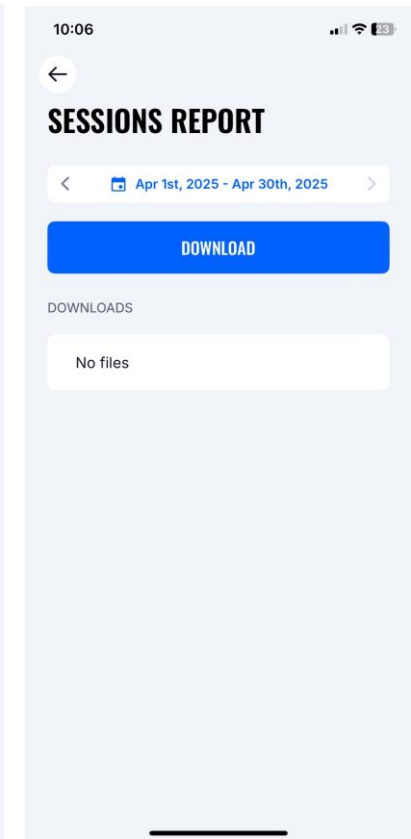 10:06
23
SESSIONS REPORT
Apr 1st, 2025 - Apr 30th, 2025
DOWNLOAD
DOWNLOADS
No files